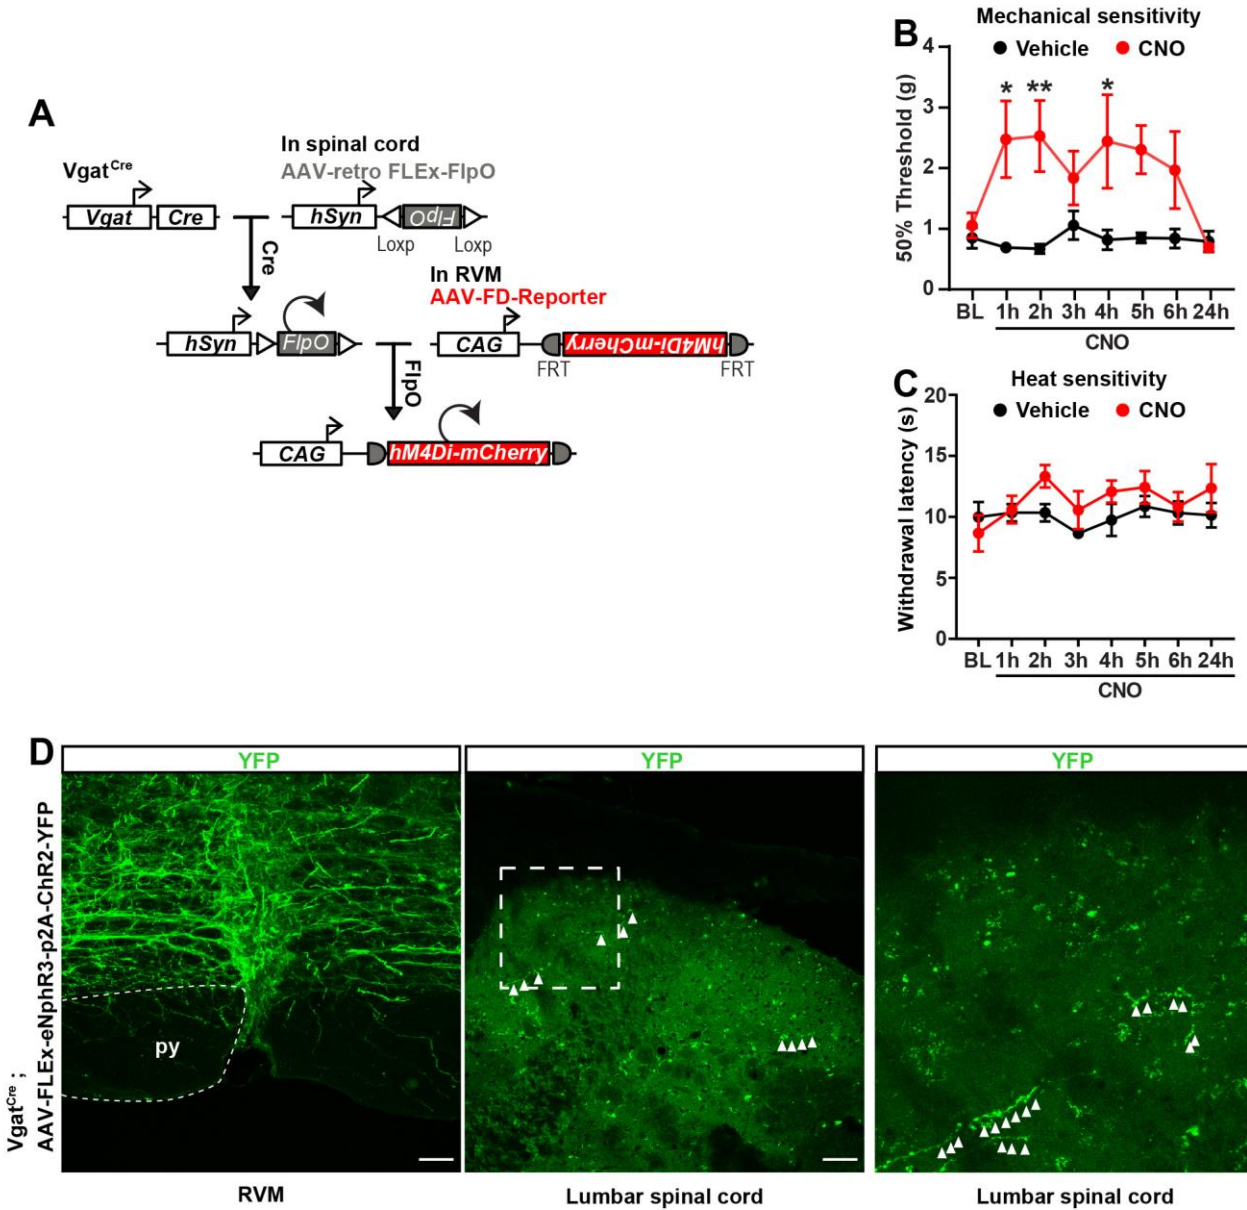 A
Vgat^Cre
Vgat
Cre
In spinal cord
AAV-retro FLEx-FlpO
hSyn
FlpO
Loxp
Loxp
Cre
hSyn
FlpO
In RVM
AAV-FD-Reporter
CAG
hM4Di-mCherry
FRT
FRT
FlpO
CAG
hM4Di-mCherry
B
Mechanical sensitivity
Vehicle
CNO
50% Threshold (g)
4
3
2
1
0
* ** *
BL 1h 2h 3h 4h 5h 6h 24h
CNO
C
Heat sensitivity
Vehicle
CNO
Withdrawal latency (s)
20
15
10
5
0
BL 1h 2h 3h 4h 5h 6h 24h
CNO
D
Vgat^Cre ;
AAV-FLEx-eNphR3-p2A-ChR2-YFP
YFP
py
RVM
YFP
Lumbar spinal cord
YFP
Lumbar spinal cord